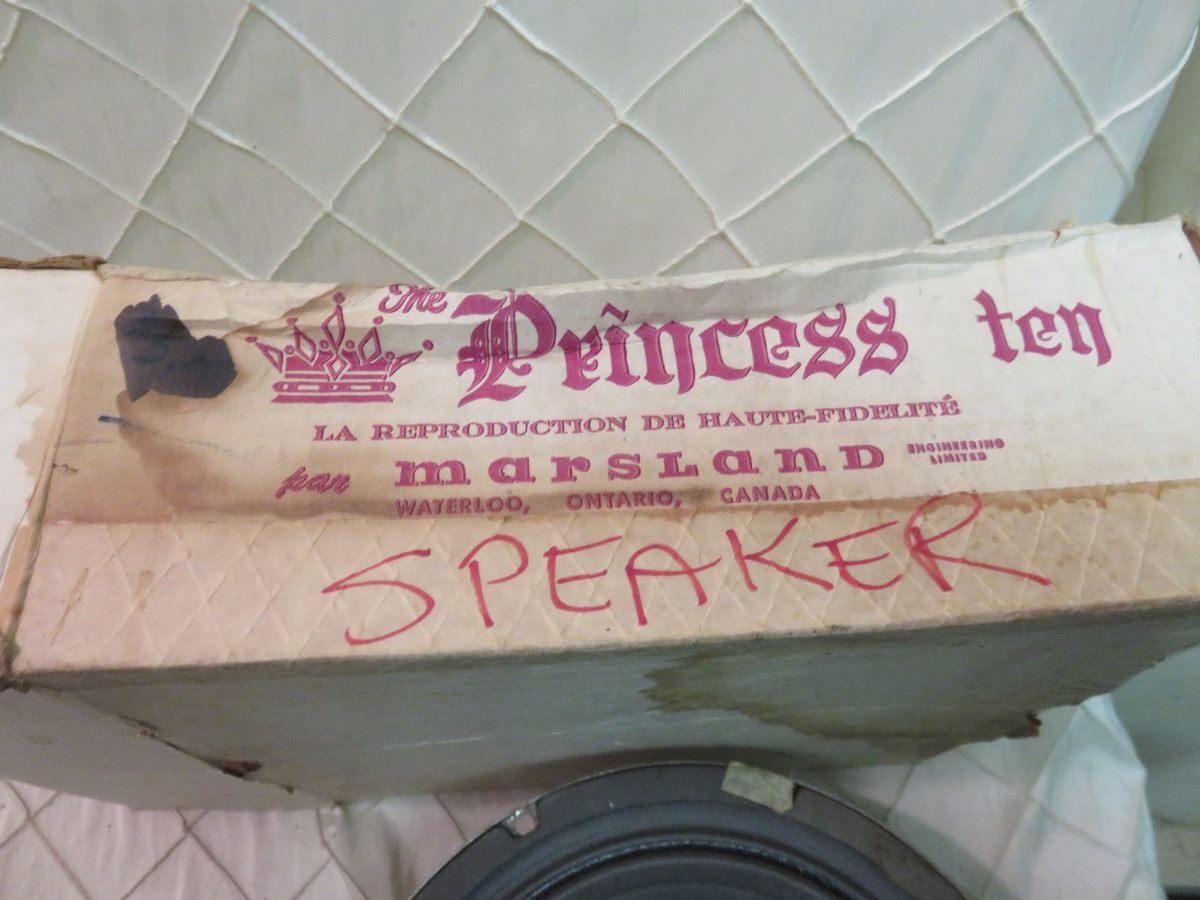 The Princess ten
LA REPRODUCTION DE HAUTE-FIDELITÉ
par marsland ENGINEERING LIMITED
WATERLOO, ONTARIO, CANADA
SPEAKER